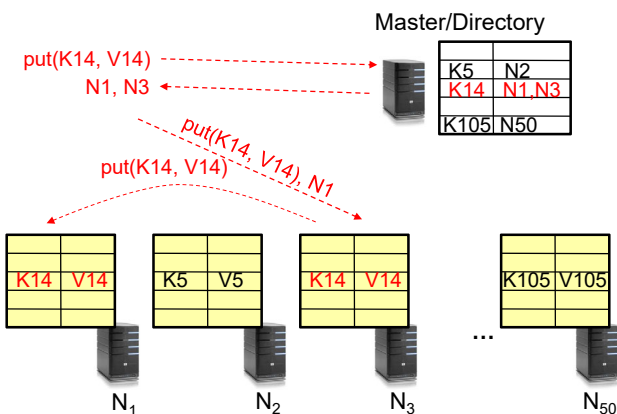 Master/Directory
put(K14, V14)
N1, N3
K5 N2
K14 N1,N3
K105 N50
put(K14, V14), N1
put(K14, V14)
K14 V14
K5 V5
K14 V14
K105 V105
...
N1
N2
N3
N50